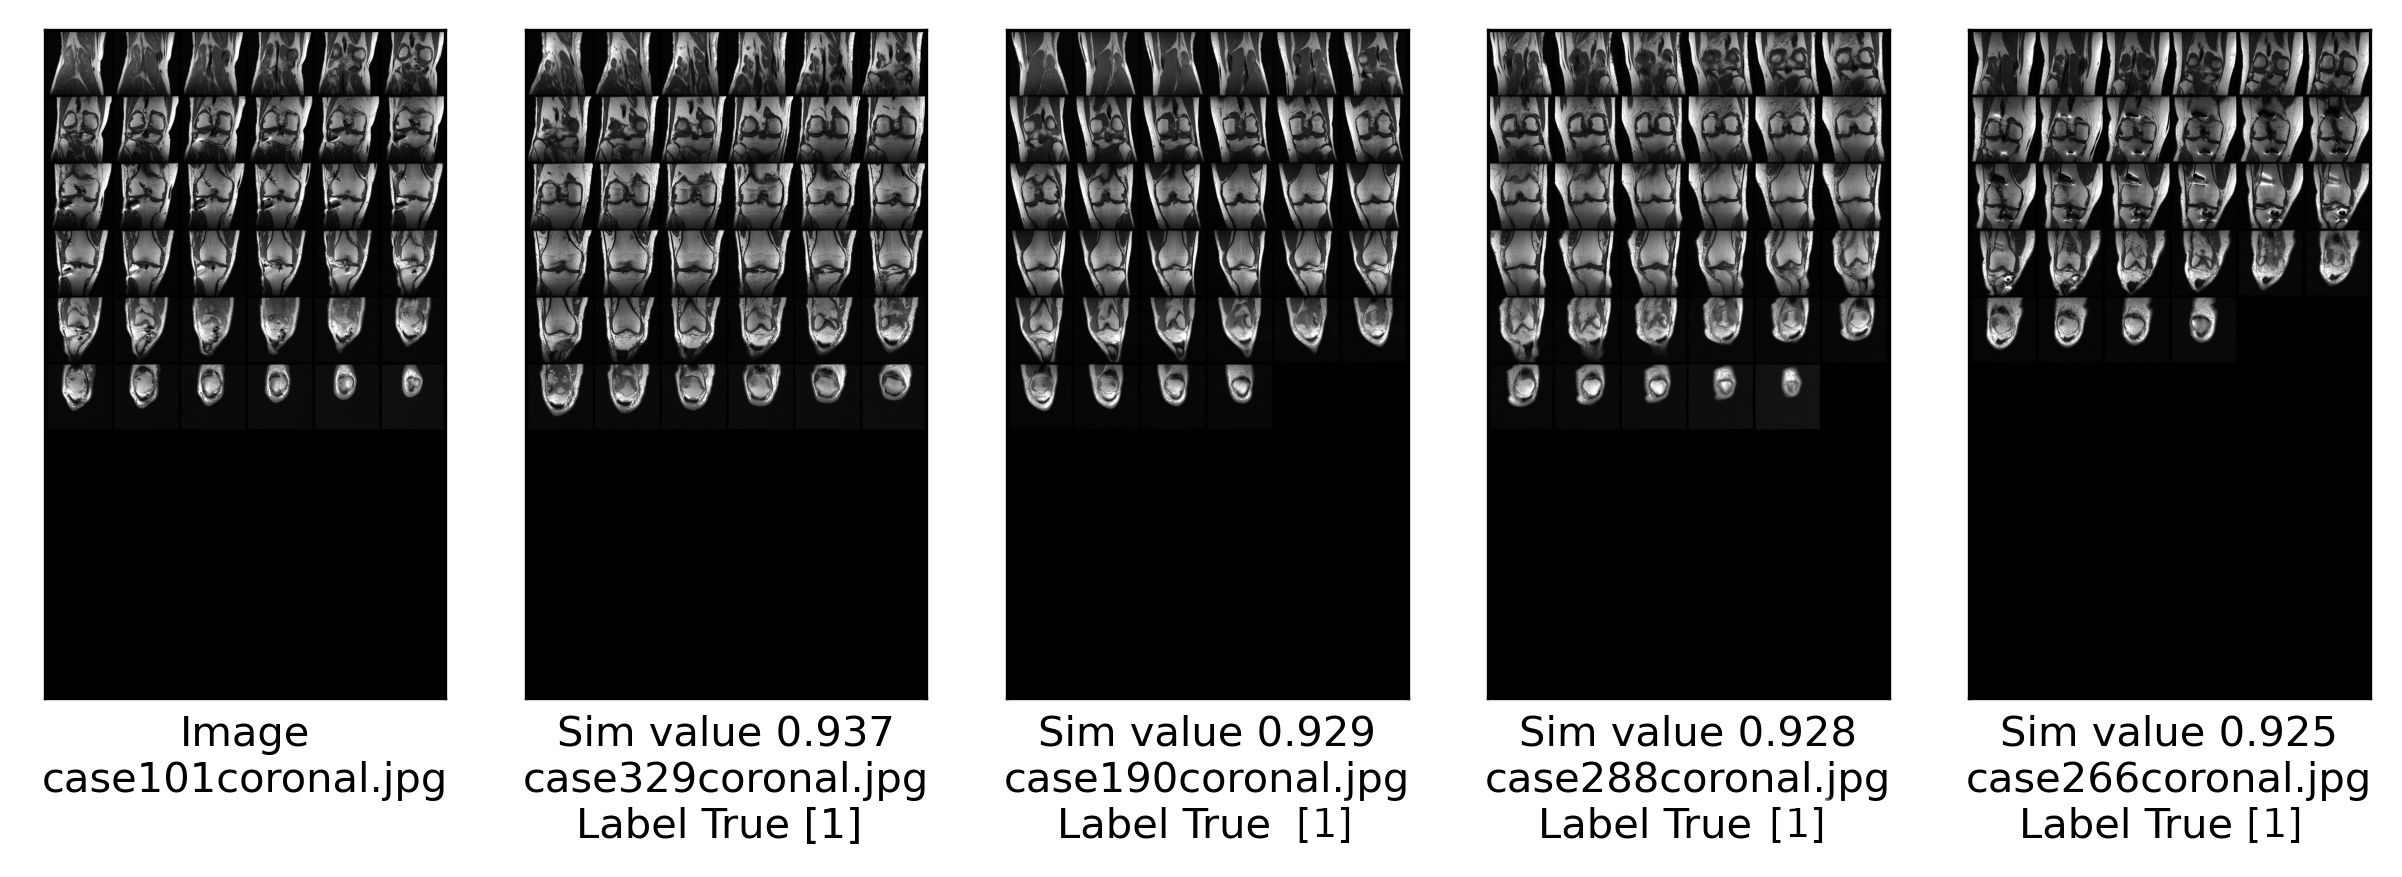 Image
case101coronal.jpg
Sim value 0.937
case329coronal.jpg
Label True [1]
Sim value 0.929
case190coronal.jpg
Label True  [1]
Sim value 0.928
case288coronal.jpg
Label True [1]
Sim value 0.925
case266coronal.jpg
Label True [1]